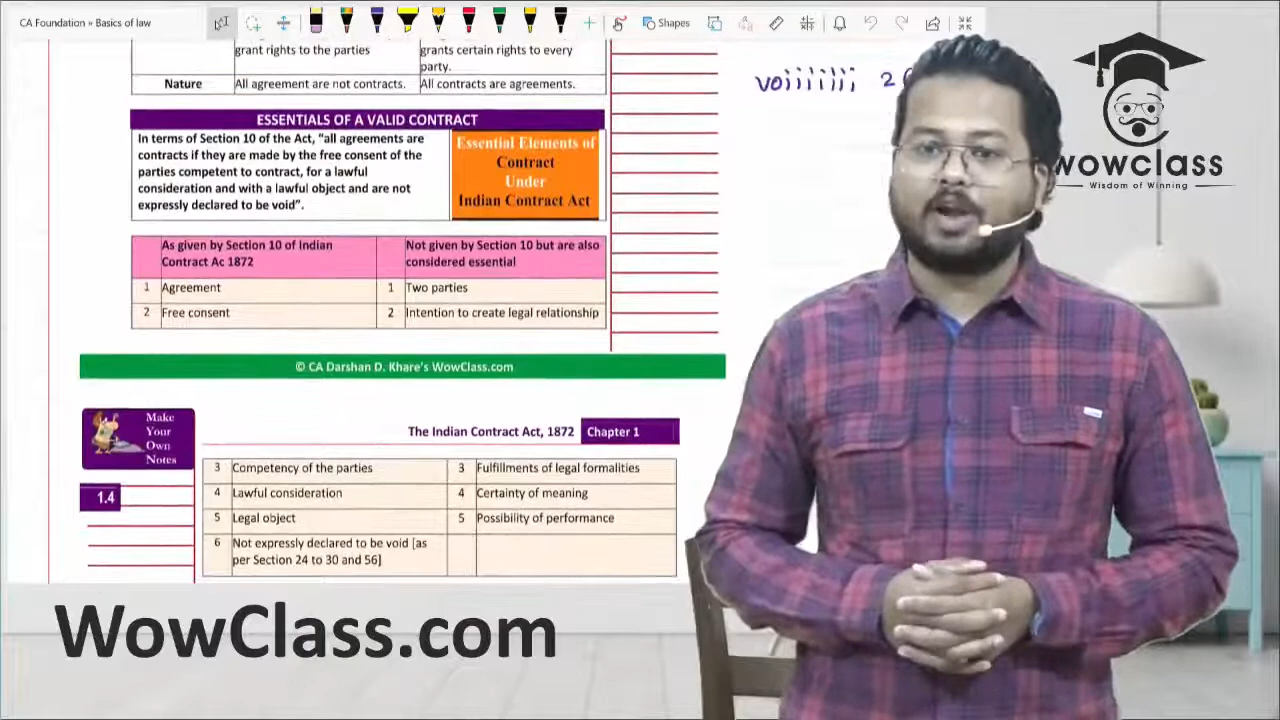 CA Foundation » Basics of law
Shapes
grant rights to the parties
grants certain rights to every
party.
Nature
All agreement are not contracts.
All contracts are agreements.
ESSENTIALS OF A VALID CONTRACT
In terms of Section 10 of the Act, "all agreements are
contracts if they are made by the free consent of the
parties competent to contract, for a lawful
consideration and with a lawful object and are not
expressly declared to be void".
Essential Elements of
Contract
Under
Indian Contract Act
As given by Section 10 of Indian
Contract Ac 1872
Not given by Section 10 but are also
considered essential
1 Agreement 1 Two parties
2 Free consent 2 Intention to create legal relationship
© CA Darshan D. Khare's WowClass.com
Make
Your
Own
Notes
The Indian Contract Act, 1872 Chapter 1
1.4
3 Competency of the parties 3 Fulfillments of legal formalities
4 Lawful consideration 4 Certainty of meaning
5 Legal object 5 Possibility of performance
6 Not expressly declared to be void [as
per Section 24 to 30 and 56]
WowClass.com
voiiiiiii 2
wowclass
Wisdom of Winning